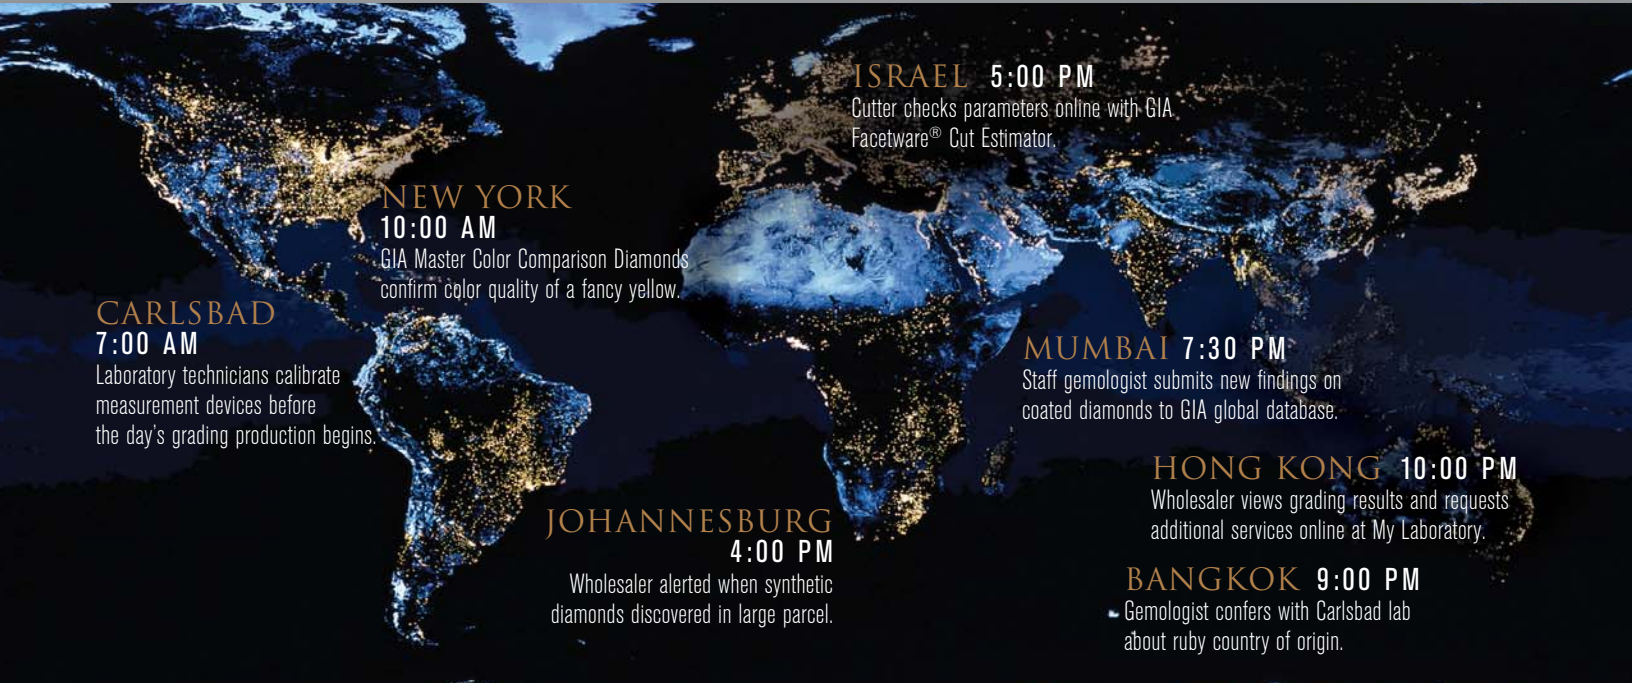 ISRAEL 5:00 PM
Cutter checks parameters online with GIA
Facetware® Cut Estimator.
NEW YORK
10:00 AM
GIA Master Color Comparison Diamonds
confirm color quality of a fancy yellow.
CARLSBAD
7:00 AM
Laboratory technicians calibrate
measurement devices before
the day's grading production begins.
MUMBAI 7:30 PM
Staff gemologist submits new findings on
coated diamonds to GIA global database.
HONG KONG 10:00 PM
Wholesaler views grading results and requests
additional services online at My Laboratory.
JOHANNESBURG
4:00 PM
Wholesaler alerted when synthetic
diamonds discovered in large parcel.
BANGKOK 9:00 PM
Gemologist confers with Carlsbad lab
about ruby country of origin.